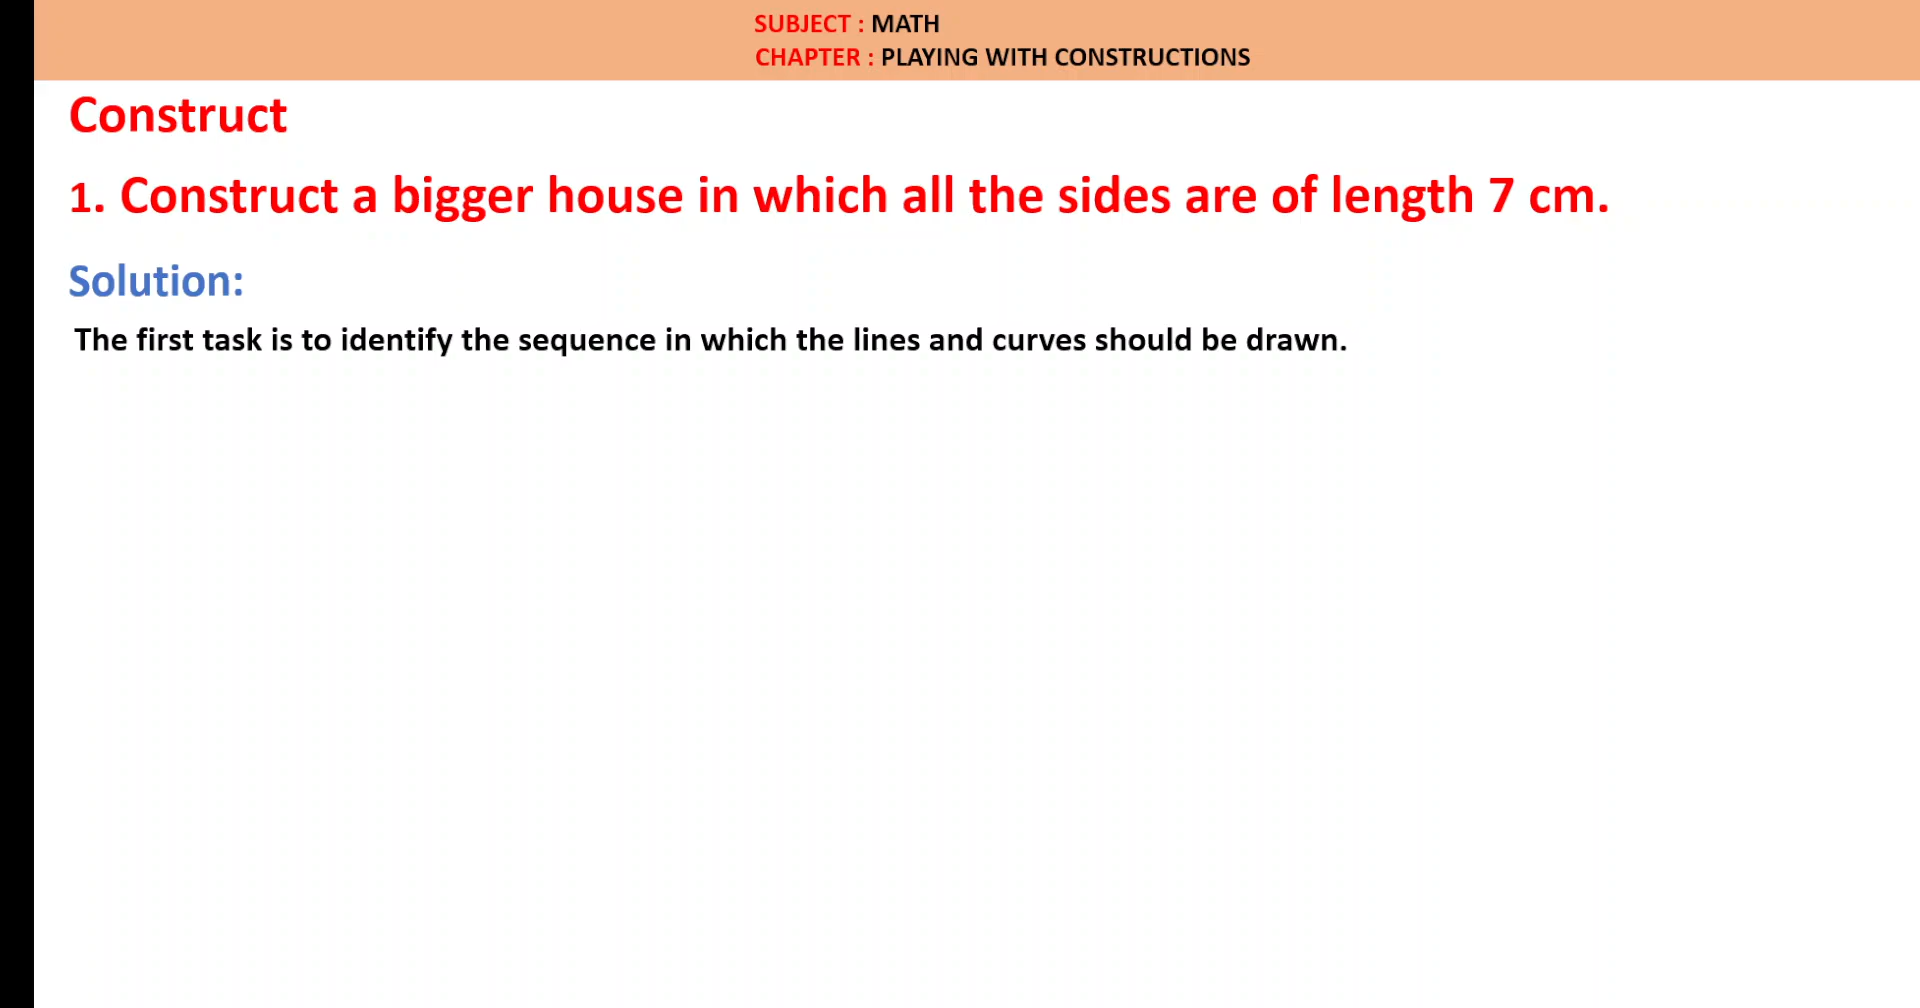 SUBJECT : MATH
CHAPTER : PLAYING WITH CONSTRUCTIONS
Construct
1. Construct a bigger house in which all the sides are of length 7 cm.
Solution:
The first task is to identify the sequence in which the lines and curves should be drawn.